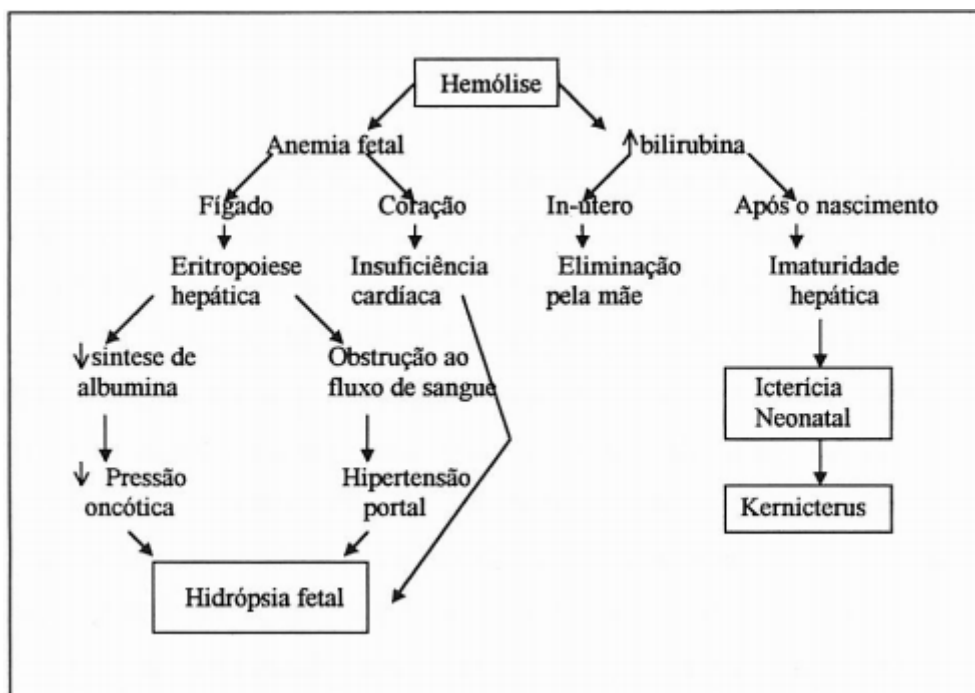 Hemólise
Anemia fetal
↑ bilirubina
Fígado
Coração
In-útero
Após o nascimento
Eritropoiese
hepática
Insuficiência
cardíaca
Eliminação
pela mãe
Imaturidade
hepática
↓ síntese de
albumina
Obstrução ao
fluxo de sangue
Icterícia
Neonatal
↓ Pressão
oncótica
Hipertensão
portal
Kernicterus
Hidrópsia fetal